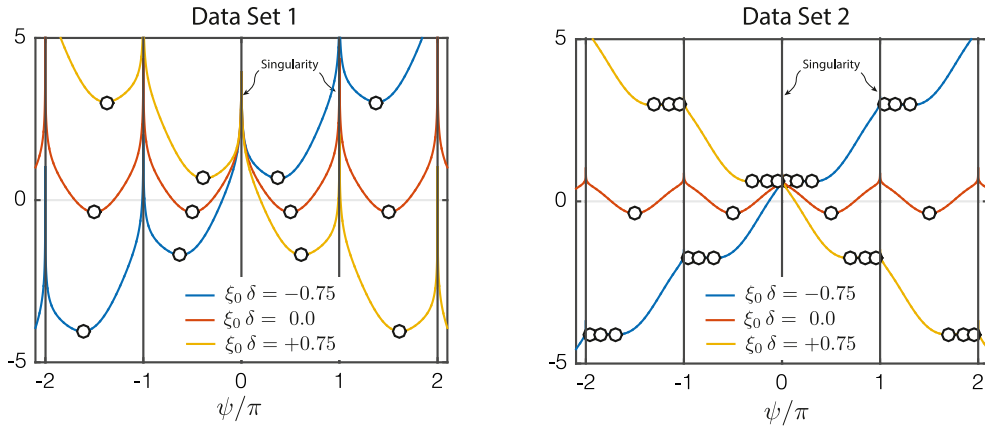 Data Set 1
5
0
-5
Singularity
ξ₀ δ = −0.75
ξ₀ δ = 0.0
ξ₀ δ = +0.75
-2 -1 0 1 2
ψ/π
Data Set 2
5
0
-5
Singularity
ξ₀ δ = −0.75
ξ₀ δ = 0.0
ξ₀ δ = +0.75
-2 -1 0 1 2
ψ/π